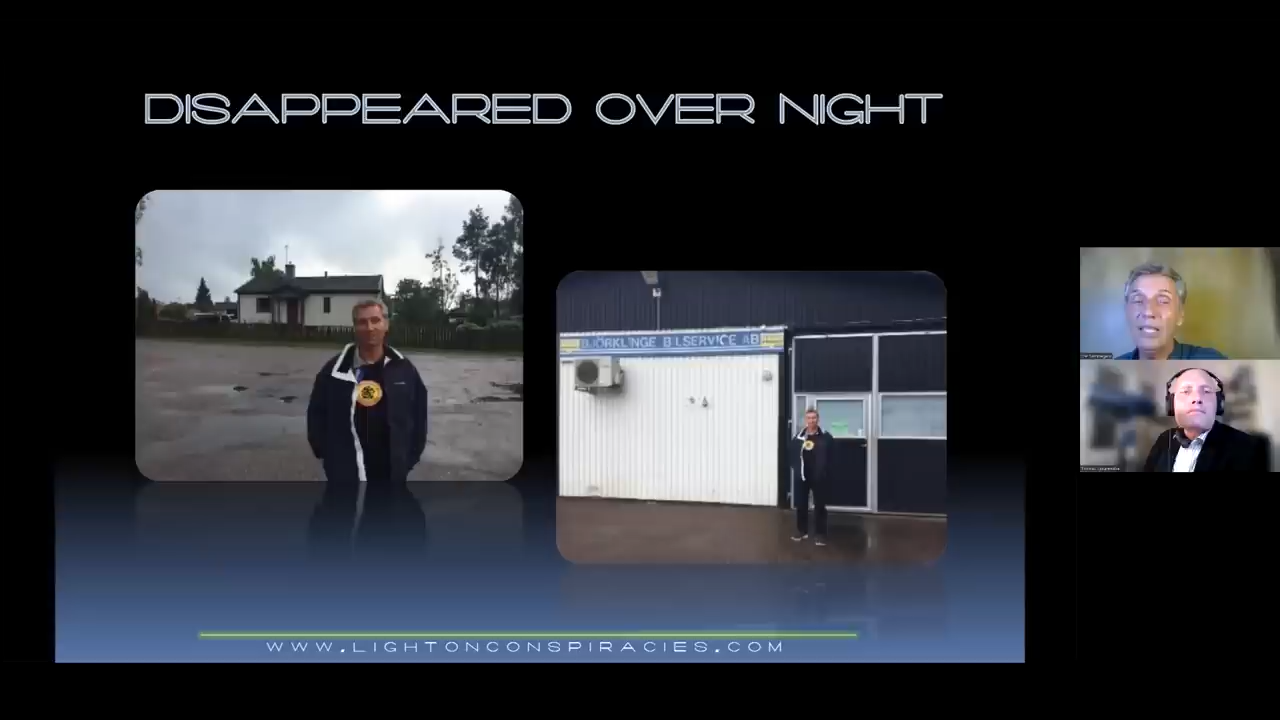 DISAPPEARED OVER NIGHT
BJÖRKLINGE BILSERVICE AB
WWW.LIGHTONCONSPIRACIES.COM